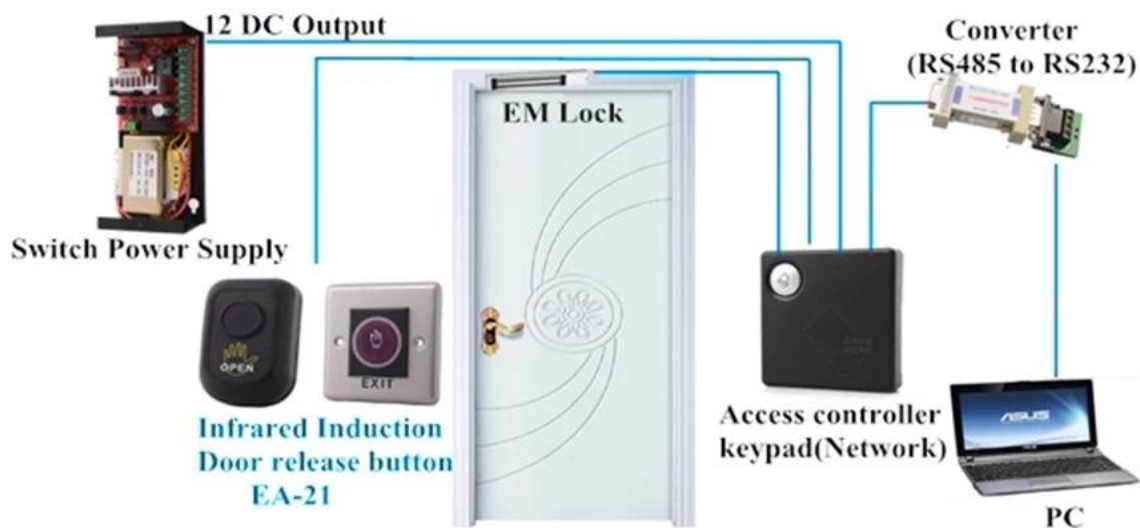 12 DC Output
Converter
(RS485 to RS232)
EM Lock
Switch Power Supply
OPEN
EXIT
Infrared Induction
Door release button
EA-21
Access controller
keypad(Network)
ASUS
PC